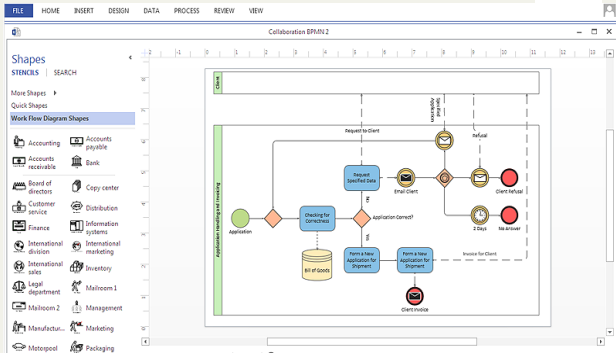 FILE HOME INSERT DESIGN DATA PROCESS REVIEW VIEW
Collaboration BPMN 2
Shapes
STENCILS | SEARCH
More Shapes
Quick Shapes
Work Flow Diagram Shapes
Accounting
Accounts payable
Accounts receivable
Bank
Board of directors
Copy center
Customer service
Distribution
Finance
Information systems
International division
International marketing
International sales
Inventory
Legal department
Mailroom 1
Mailroom 2
Management
Manufactur...
Marketing
Motorpool
Packaging
Client
Application Handling and Invoicing
Request to Client
Specified Application
Refusal
Request
Specified Data
Email Client
Client Refusal
No
Application
Checking for
Correctness
Application Correct?
2 Days
No Answer
Yes
Bill of Goods
Form a New
Application for
Shipment
Form a New
Application for
Shipment
Invoice for Client
Client Invoice